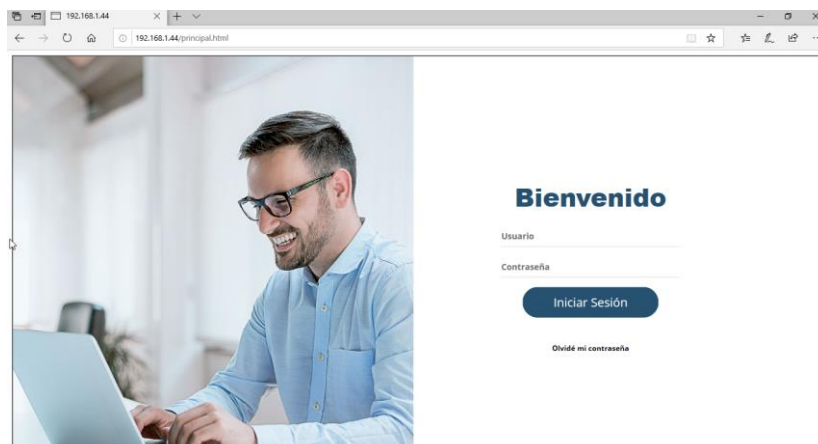 192.168.1.44
192.168.1.44/principal.html
Bienvenido
Usuario
Contraseña
Iniciar Sesión
Olvidé mi contraseña